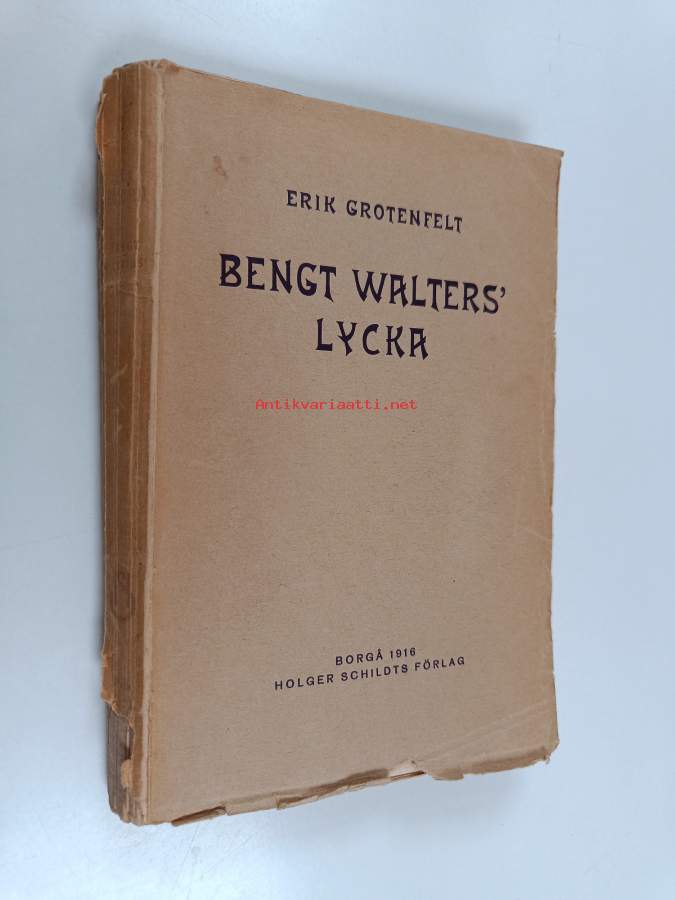 ERIK GROTENFELT
BENGT WALTERS'
LYCKA
Antikvariaatti.net
BORGÅ 1916
HOLGER SCHILDTS FÖRLAG